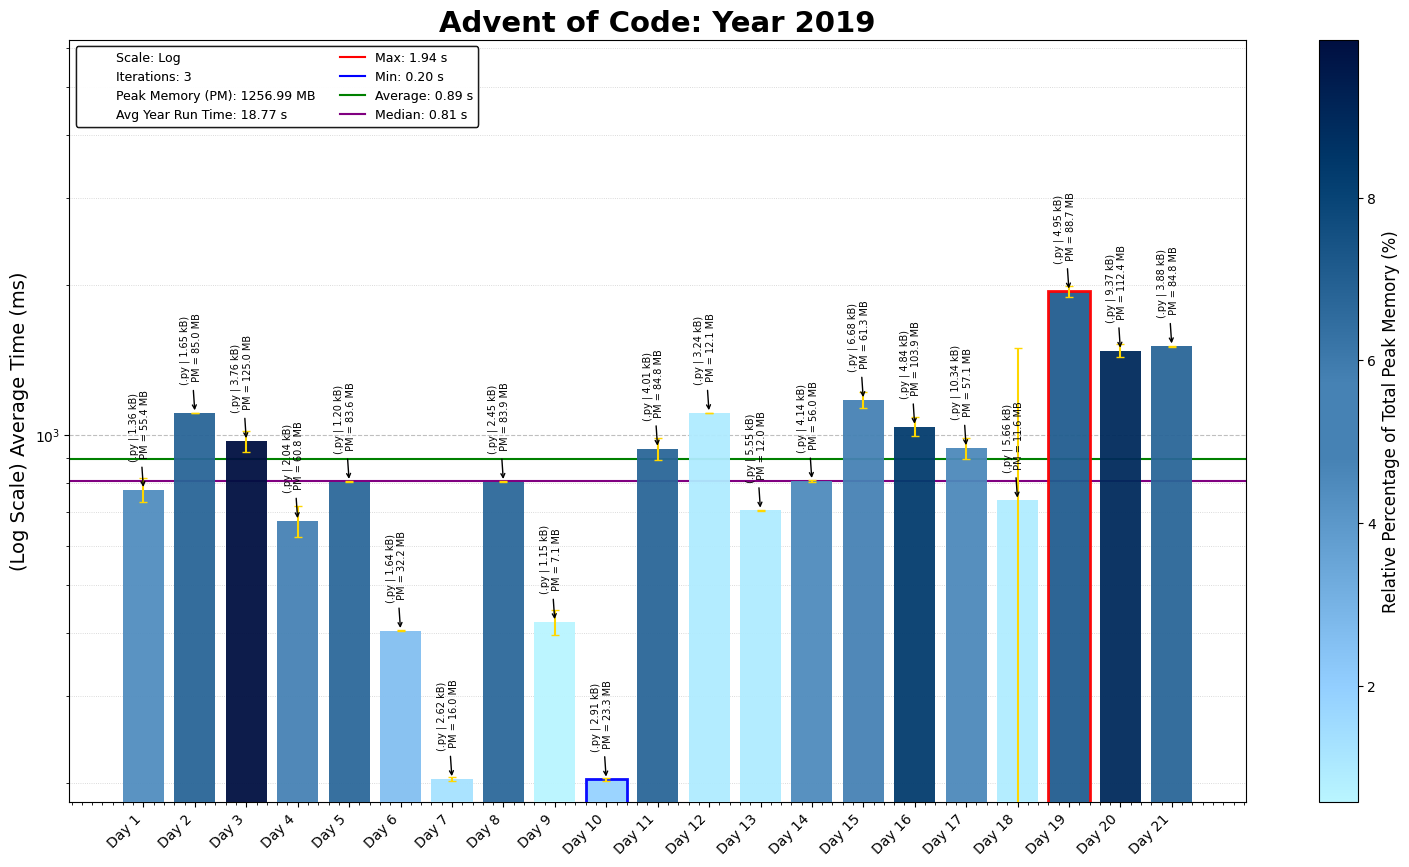 Advent of Code: Year 2019
Scale: Log
Iterations: 3
Peak Memory (PM): 1256.99 MB
Avg Year Run Time: 18.77 s
Max: 1.94 s
Min: 0.20 s
Average: 0.89 s
Median: 0.81 s
(Log Scale) Average Time (ms)
10³
(.py | 1.36 kB)
PM = 55.4 MB
(.py | 1.65 kB)
PM = 85.0 MB
(.py | 3.76 kB)
PM = 125.0 MB
(.py | 2.04 kB)
PM = 60.8 MB
(.py | 1.20 kB)
PM = 83.6 MB
(.py | 1.64 kB)
PM = 32.2 MB
(.py | 2.62 kB)
PM = 16.0 MB
(.py | 2.45 kB)
PM = 83.9 MB
(.py | 1.15 kB)
PM = 7.1 MB
(.py | 2.91 kB)
PM = 23.3 MB
(.py | 4.01 kB)
PM = 84.8 MB
(.py | 3.24 kB)
PM = 12.1 MB
(.py | 5.55 kB)
PM = 12.0 MB
(.py | 4.14 kB)
PM = 56.0 MB
(.py | 6.68 kB)
PM = 61.3 MB
(.py | 4.84 kB)
PM = 103.9 MB
(.py | 10.34 kB)
PM = 57.1 MB
(.py | 5.66 kB)
PM = 11.6 MB
(.py | 4.95 kB)
PM = 88.7 MB
(.py | 9.37 kB)
PM = 112.4 MB
(.py | 3.88 kB)
PM = 84.8 MB
Day 1
Day 2
Day 3
Day 4
Day 5
Day 6
Day 7
Day 8
Day 9
Day 10
Day 11
Day 12
Day 13
Day 14
Day 15
Day 16
Day 17
Day 18
Day 19
Day 20
Day 21
8
6
4
2
Relative Percentage of Total Peak Memory (%)